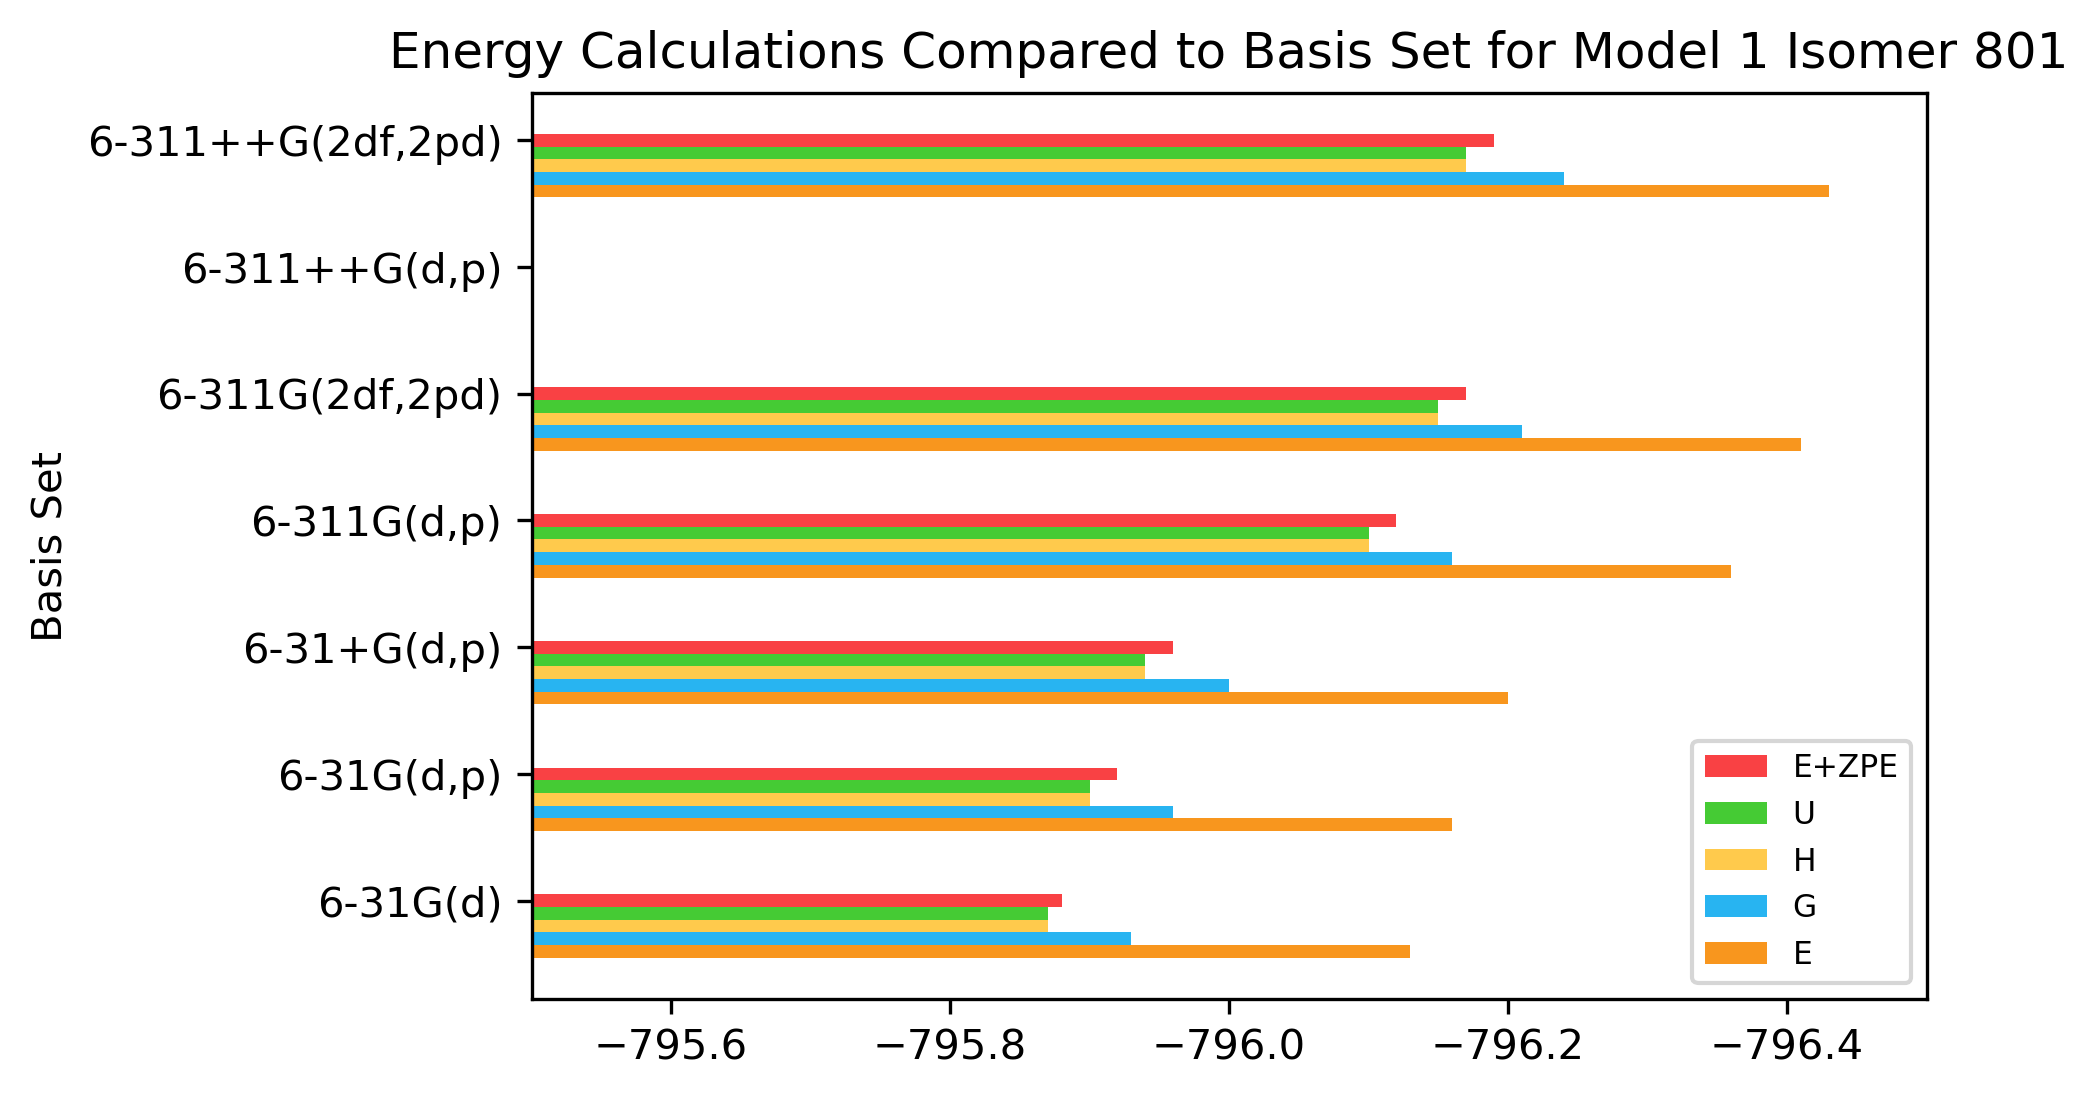 Energy Calculations Compared to Basis Set for Model 1 Isomer 801
6-311++G(2df,2pd)
6-311++G(d,p)
6-311G(2df,2pd)
6-311G(d,p)
6-31+G(d,p)
6-31G(d,p)
6-31G(d)
Basis Set
E+ZPE
U
H
G
E
−795.6 −795.8 −796.0 −796.2 −796.4